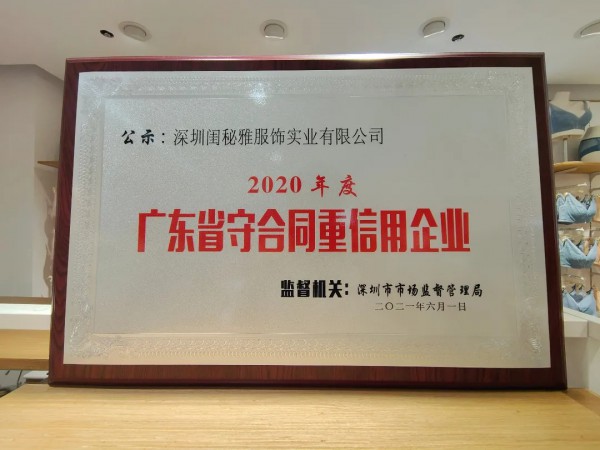 公示：深圳闺秘雅服饰实业有限公司
2020 年度
广东省守合同重信用企业
监督机关：深圳市市场监督管理局
二〇二一年六月一日